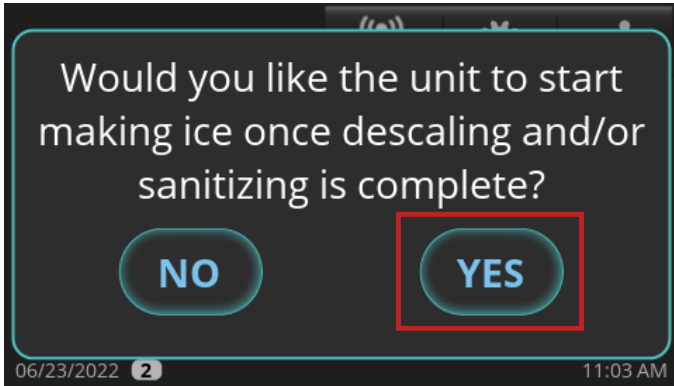 Would you like the unit to start
making ice once descaling and/or
sanitizing is complete?
NO YES
06/23/2022 2 11:03 AM